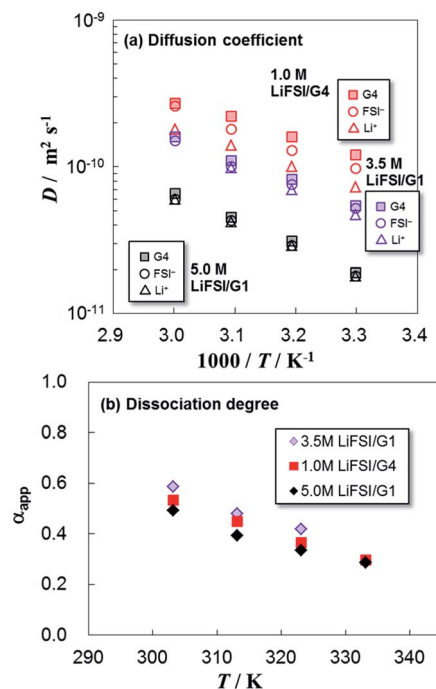 (a) Diffusion coefficient
1.0 M
LiFSI/G4
G4
FSI⁻
Li⁺
3.5 M
LiFSI/G1
G4
FSI⁻
Li⁺
G4
FSI⁻
Li⁺
5.0 M
LiFSI/G1
10⁻⁹
10⁻¹⁰
10⁻¹¹
D / m² s⁻¹
2.9 3.0 3.1 3.2 3.3 3.4
1000 / T / K⁻¹
(b) Dissociation degree
3.5M LiFSI/G1
1.0M LiFSI/G4
5.0M LiFSI/G1
1.0
0.8
0.6
0.4
0.2
0.0
αapp
290 300 310 320 330 340
T / K